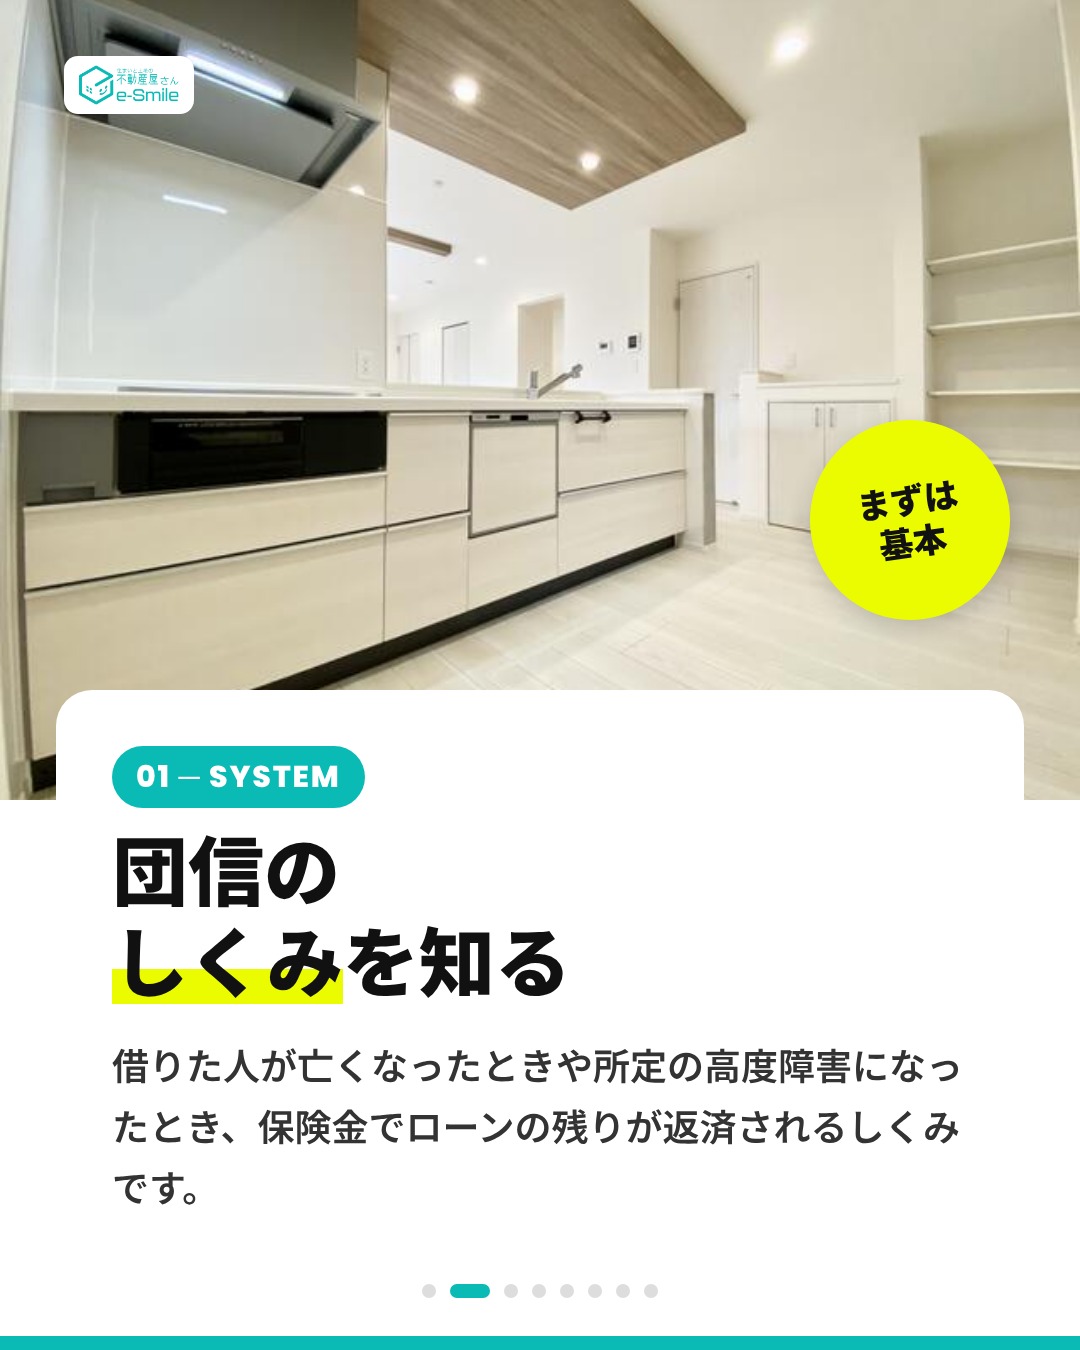 不動産屋さん
e-Smile
まずは
基本
01 — SYSTEM
団信の
しくみを知る
借りた人が亡くなったときや所定の高度障害になっ
たとき、保険金でローンの残りが返済されるしくみ
です。